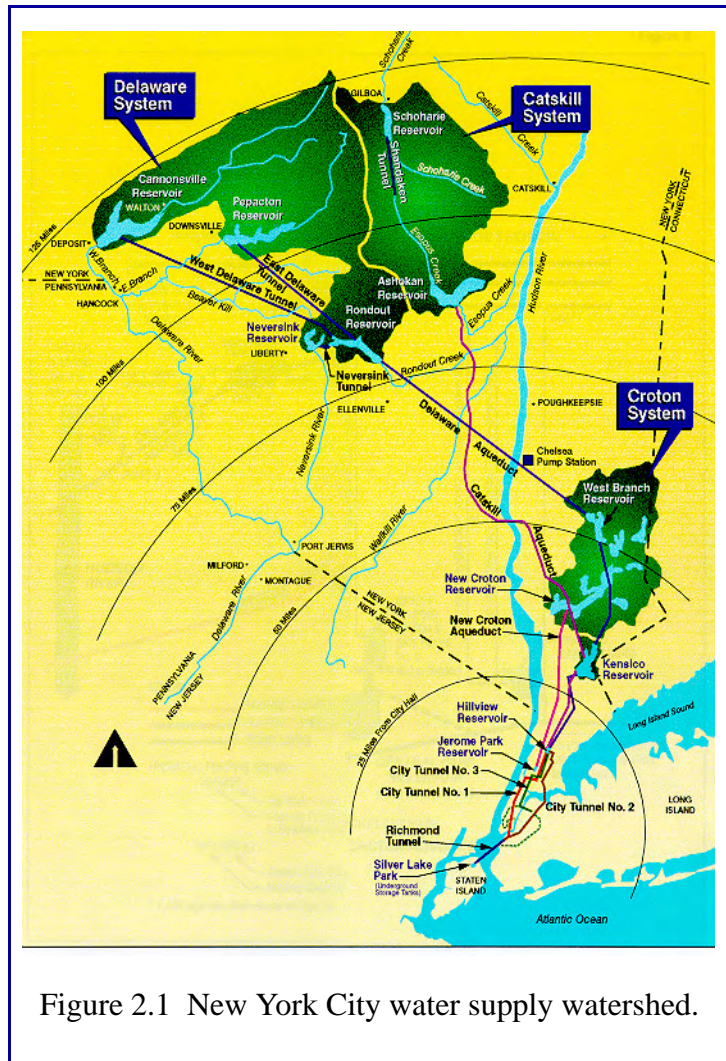 Delaware
System
Schoharie
Creek
GILBOA
Catskill
Creek
Catskill
System
Schoharie
Reservoir
Shandaken
Tunnel
Schoharie Creek
CATSKILL
Cannonsville
Reservoir
WALTON
Pepacton
Reservoir
DOWNSVILLE
NEW YORK
CONNECTICUT
125 Miles
DEPOSIT
W. Branch
E. Branch
NEW YORK
PENNSYLVANIA
HANCOCK
East Delaware
Tunnel
West Delaware Tunnel
Beaver Kill
Esopus Creek
Ashokan
Reservoir
Esopus Creek
Hudson River
Rondout
Reservoir
Neversink
Reservoir
LIBERTY
Neversink
Tunnel
Rondout Creek
Delaware River
100 Miles
ELLENVILLE
Delaware
Aqueduct
POUGHKEEPSIE
Croton
System
Chelsea
Pump Station
West Branch
Reservoir
Neversink River
Catskill
Aqueduct
75 Miles
Wallkill River
PORT JERVIS
MILFORD
MONTAGUE
Delaware River
50 Miles
NEW YORK
NEW JERSEY
New Croton
Reservoir
New Croton
Aqueduct
Kensico
Reservoir
PENNSYLVANIA
NEW JERSEY
25 Miles From City Hall
Hillview
Reservoir
Long Island Sound
Jerome Park
Reservoir
City Tunnel No. 3
City Tunnel No. 1
City Tunnel No. 2
LONG
ISLAND
Richmond
Tunnel
Silver Lake
Park
(Underground
Storage Tanks)
STATEN
ISLAND
Atlantic Ocean
Figure 2.1 New York City water supply watershed.